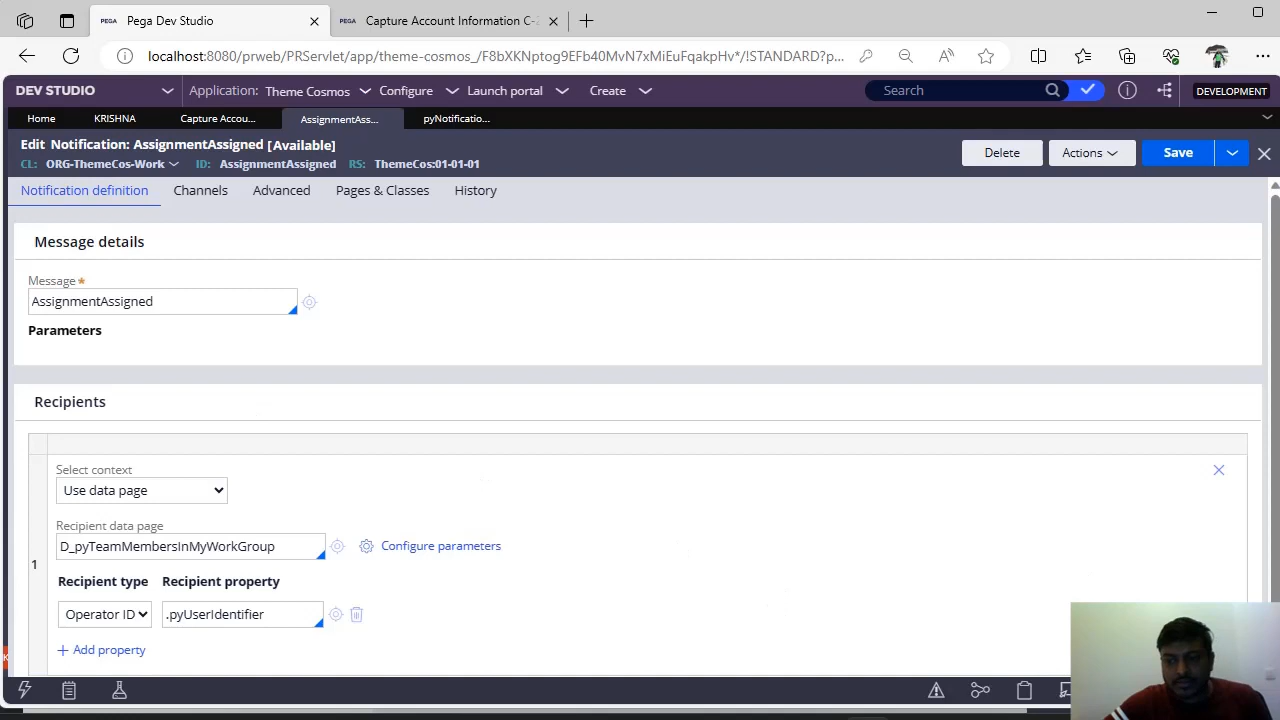 PEGA Pega Dev Studio
PEGA Capture Account Information C-
localhost:8080/prweb/PRServlet/app/theme-cosmos_/F8bXKNptog9EFb40MvN7xMiEuFqakpHv*/!STANDARD?p...
DEV STUDIO Application: Theme Cosmos Configure Launch portal Create Search DEVELOPMENT
Home KRISHNA Capture Accou... AssignmentAss... pyNotificatio...
Edit Notification: AssignmentAssigned [Available]
CL: ORG-ThemeCos-Work ID: AssignmentAssigned RS: ThemeCos:01-01-01
Delete Actions Save
Notification definition Channels Advanced Pages & Classes History
Message details
Message *
AssignmentAssigned
Parameters
Recipients
Select context
Use data page
Recipient data page
D_pyTeamMembersInMyWorkGroup Configure parameters
1
Recipient type Recipient property
Operator ID .pyUserIdentifier
+ Add property